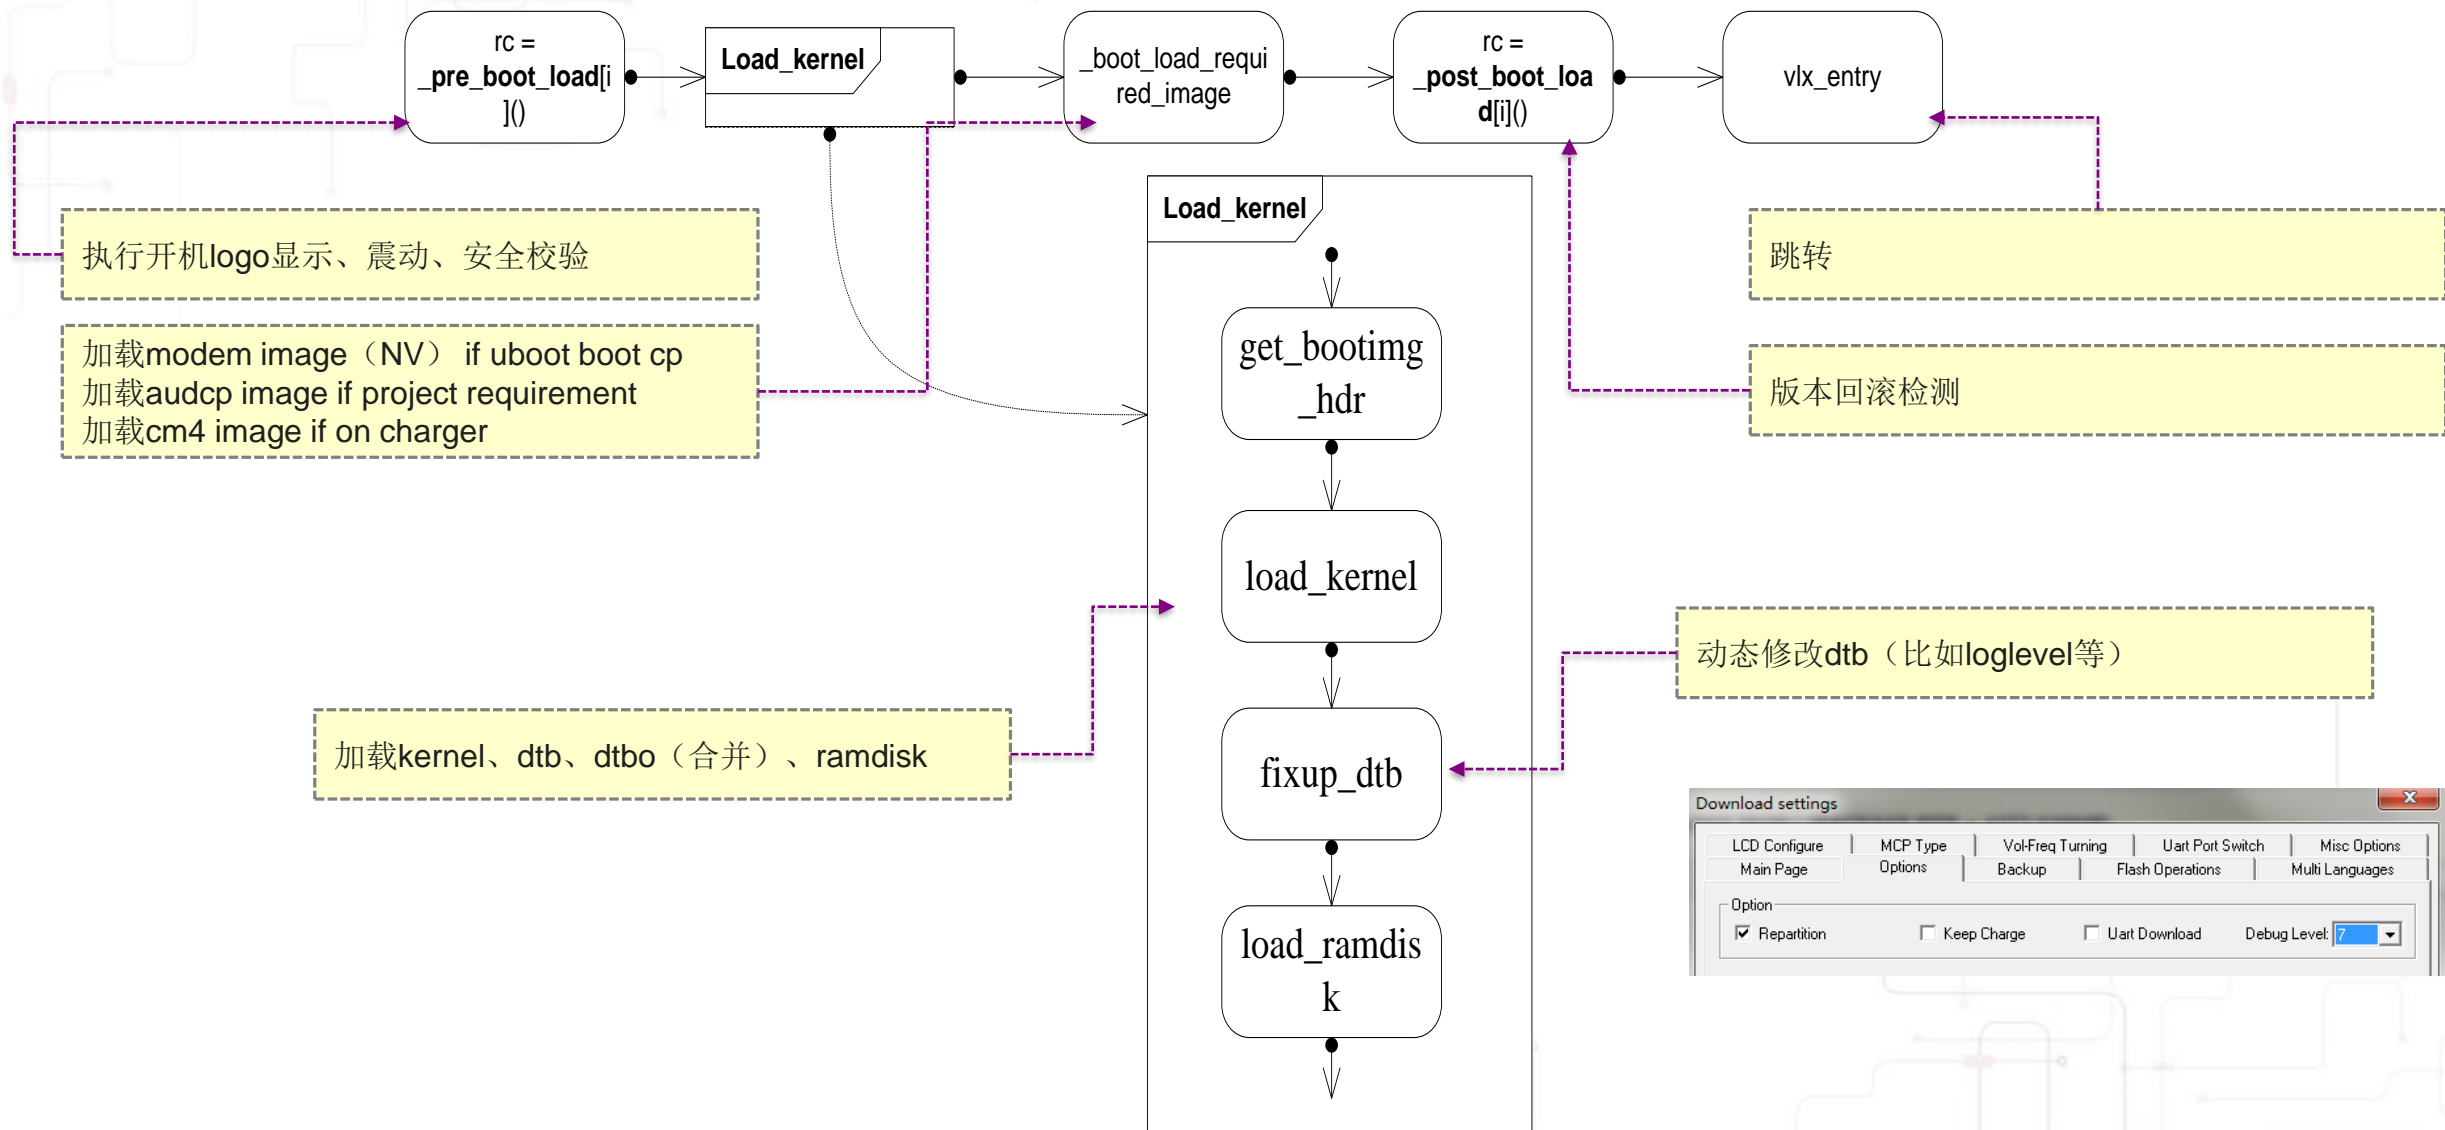 rc =
_pre_boot_load[i
]()
Load_kernel
_boot_load_requi
red_image
rc =
_post_boot_loa
d[i]()
vlx_entry
执行开机logo显示、震动、安全校验
加载modem image（NV） if uboot boot cp
加载audcp image if project requirement
加载cm4 image if on charger
跳转
版本回滚检测
Load_kernel
get_bootimg
_hdr
load_kernel
fixup_dtb
load_ramdis
k
加载kernel、dtb、dtbo（合并）、ramdisk
动态修改dtb（比如loglevel等）
Download settings
LCD Configure MCP Type Vol-Freq Turning Uart Port Switch Misc Options
Main Page Options Backup Flash Operations Multi Languages
Option
Repartition Keep Charge Uart Download Debug Level: 7